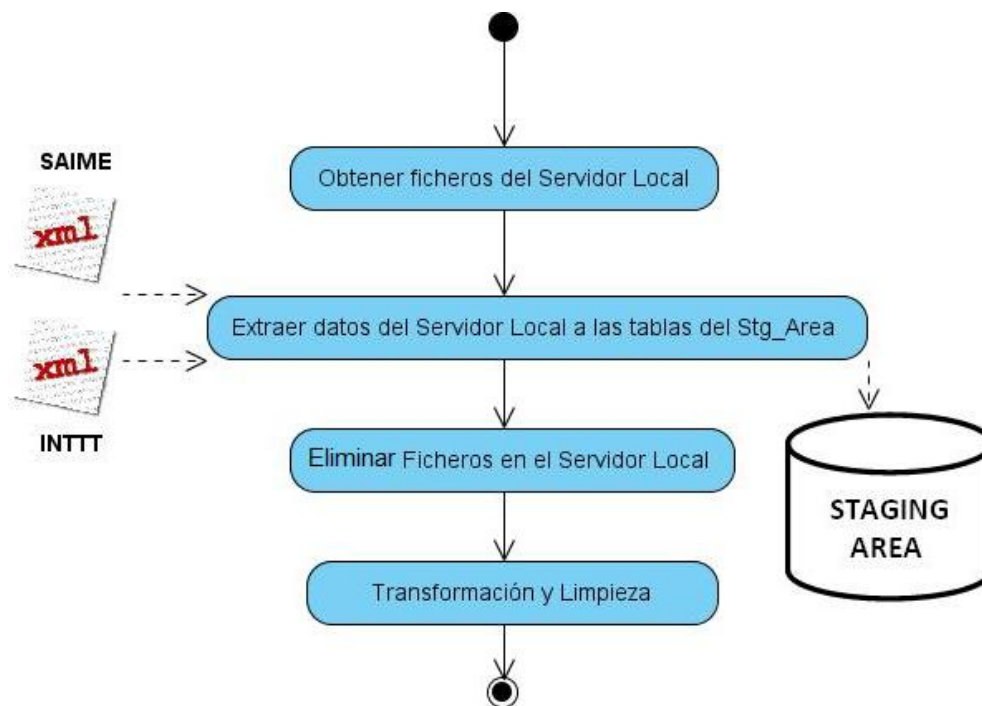 Obtener ficheros del Servidor Local
SAIME
xml
Extraer datos del Servidor Local a las tablas del Stg_Area
xml
INTTT
Eliminar Ficheros en el Servidor Local
STAGING
AREA
Transformación y Limpieza